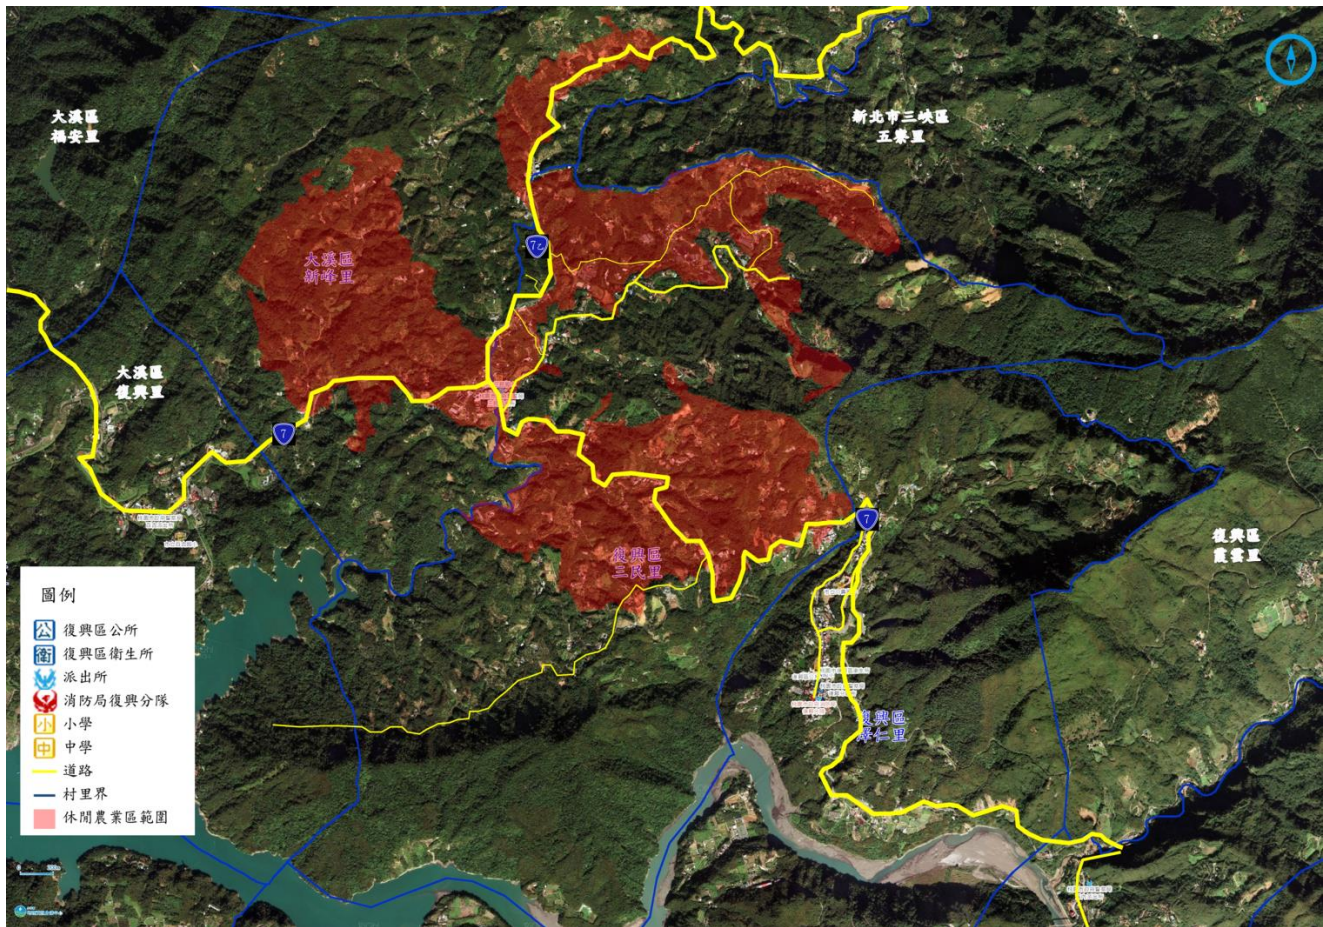 大溪區
福安里
新北市三峽區
五寮里
7乙
大溪區
新峰里
大溪區
復興里
7
7
復興區
三民里
復興區
霞雲里
復興區
澤仁里
圖例
公 復興區公所
衛 復興區衛生所
派出所
消防局復興分隊
小 小學
中 中學
道路
村里界
休閒農業區範圍